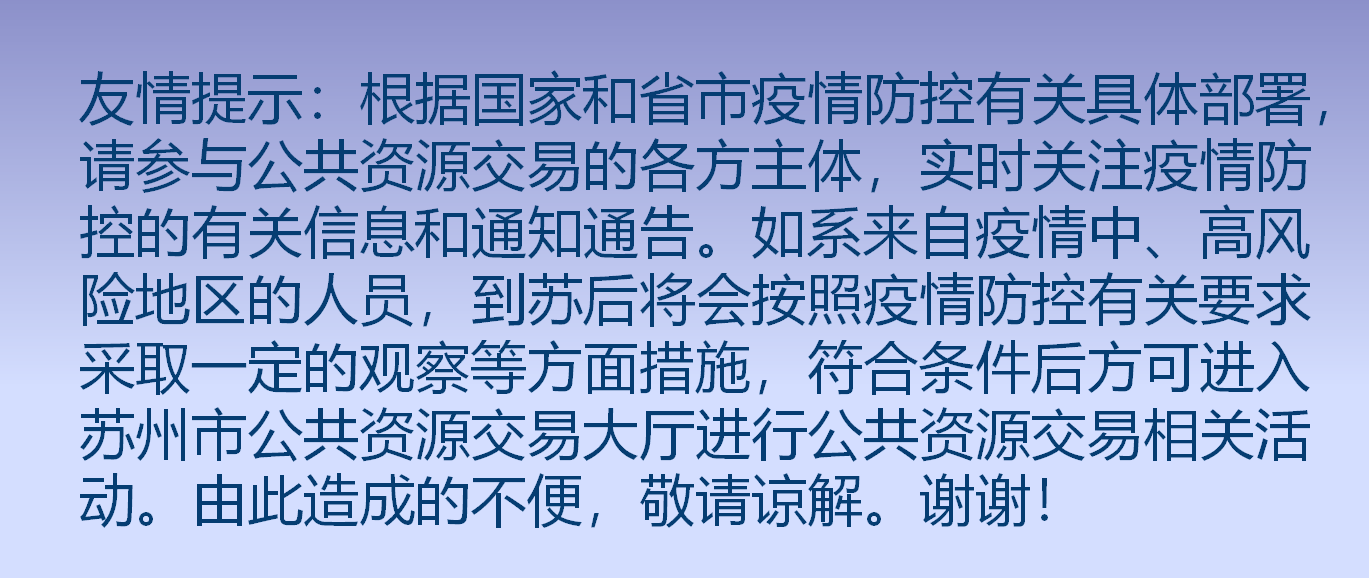 友情提示：根据国家和省市疫情防控有关具体部署，
请参与公共资源交易的各方主体，实时关注疫情防
控的有关信息和通知通告。如系来自疫情中、高风
险地区的人员，到苏后将会按照疫情防控有关要求
采取一定的观察等方面措施，符合条件后方可进入
苏州市公共资源交易大厅进行公共资源交易相关活
动。由此造成的不便，敬请谅解。谢谢！